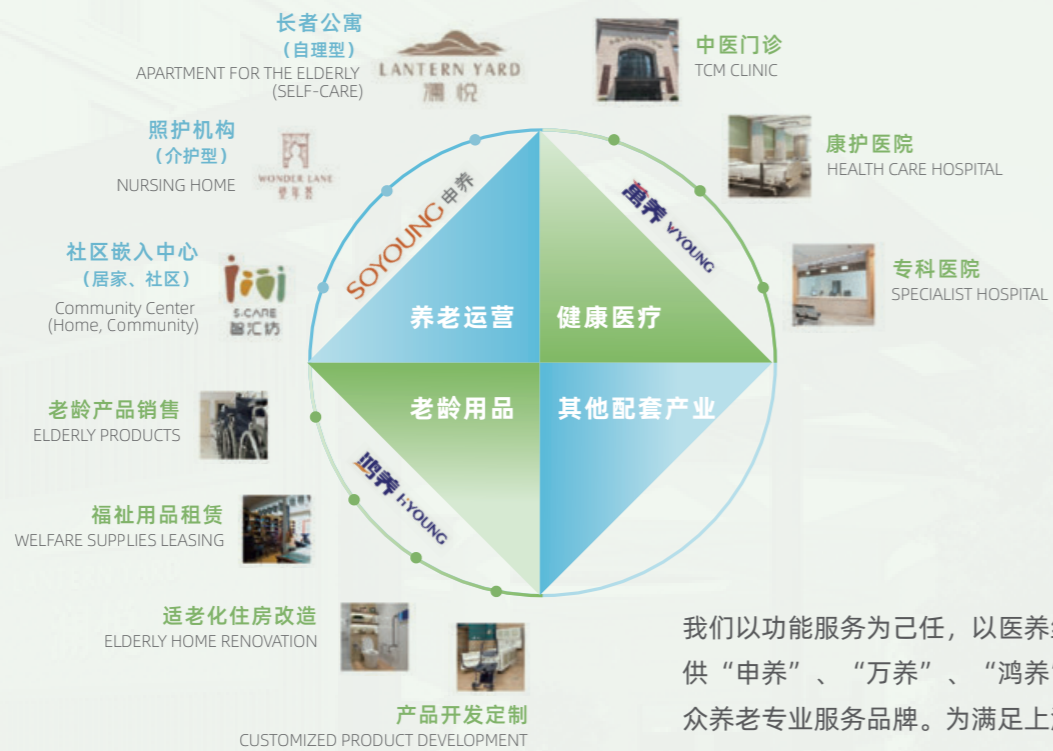 长者公寓
（自理型）
APARTMENT FOR THE ELDERLY
(SELF-CARE)
LANTERN YARD
澜悦
中医门诊
TCM CLINIC
照护机构
（介护型）
NURSING HOME
WONDER LANE
康护医院
HEALTH CARE HOSPITAL
SOYOUNG 申养
萬养 WYOUNG
社区嵌入中心
（居家、社区）
Community Center
(Home, Community)
S·CARE
智汇坊
专科医院
SPECIALIST HOSPITAL
养老运营
健康医疗
老龄用品
其他配套产业
老龄产品销售
ELDERLY PRODUCTS
鸿养 HYOUNG
福祉用品租赁
WELFARE SUPPLIES LEASING
适老化住房改造
ELDERLY HOME RENOVATION
产品开发定制
CUSTOMIZED PRODUCT DEVELOPMENT
我们以功能服务为己任，以医养
供“申养”、“万养”、“鸿养”
众养老专业服务品牌。为满足上